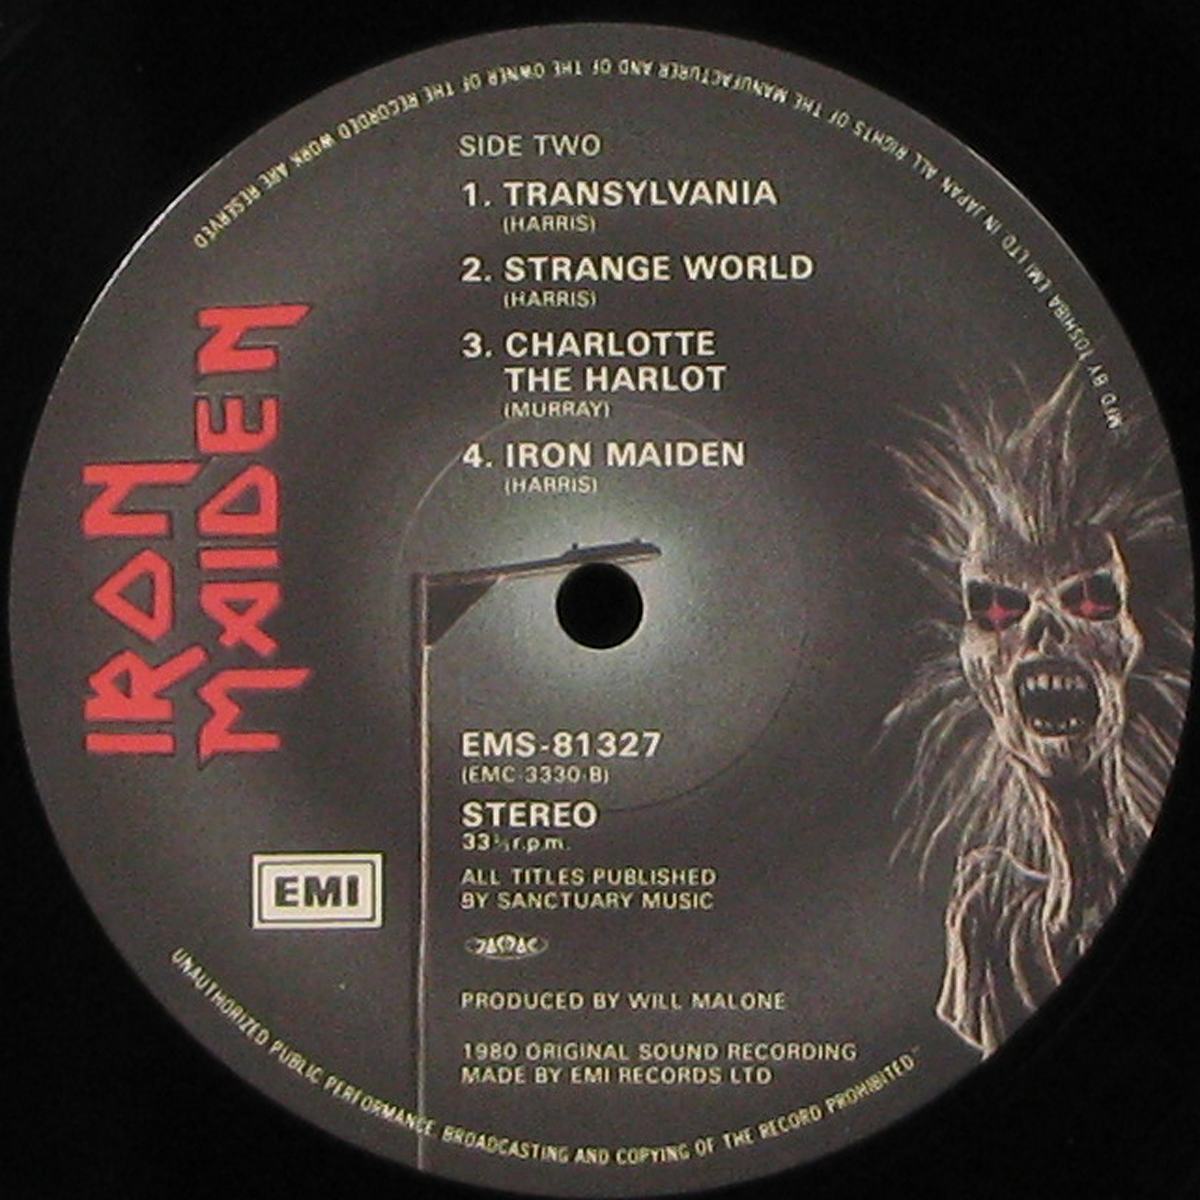 MF'D BY TOSHIBA EMI LTD IN JAPAN ALL RIGHTS OF THE MANUFACTURER AND OF THE OWNER OF THE RECORDED WORK ARE RESERVED
SIDE TWO
1. TRANSYLVANIA
(HARRIS)
2. STRANGE WORLD
(HARRIS)
3. CHARLOTTE
THE HARLOT
(MURRAY)
4. IRON MAIDEN
(HARRIS)
IRON
MAIDEN
EMS-81327
(EMC-3330-B)
STEREO
33⅓ r.p.m.
EMI
ALL TITLES PUBLISHED
BY SANCTUARY MUSIC
JASRAC
PRODUCED BY WILL MALONE
1980 ORIGINAL SOUND RECORDING
MADE BY EMI RECORDS LTD
UNAUTHORIZED PUBLIC PERFORMANCE BROADCASTING AND COPYING OF THE RECORD PROHIBITED